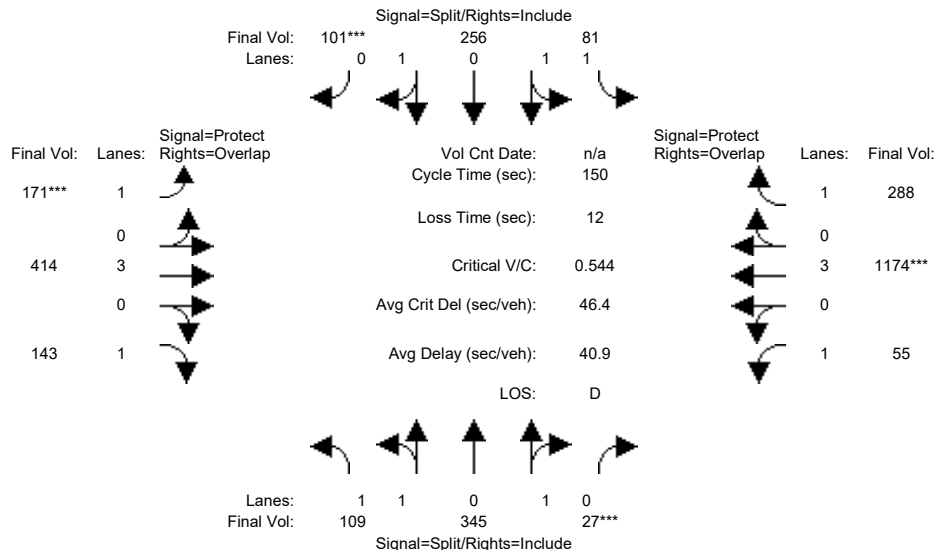 Signal=Split/Rights=Include
Final Vol: 101*** 256 81
Lanes: 0 1 0 1 1
Signal=Protect
Final Vol: Lanes: Rights=Overlap
Vol Cnt Date: n/a
Signal=Protect
Rights=Overlap Lanes: Final Vol:
Cycle Time (sec): 150
171*** 1
1 288
Loss Time (sec): 12
0
0
414 3
Critical V/C: 0.544
3 1174***
0
Avg Crit Del (sec/veh): 46.4
0
143 1
Avg Delay (sec/veh): 40.9
1 55
LOS: D
Lanes: 1 1 0 1 0
Final Vol: 109 345 27***
Signal=Split/Rights=Include